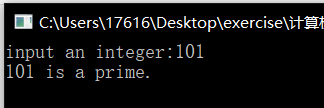 C:\Users\17616\Desktop\exercise\计算
input an integer:101
101 is a prime.